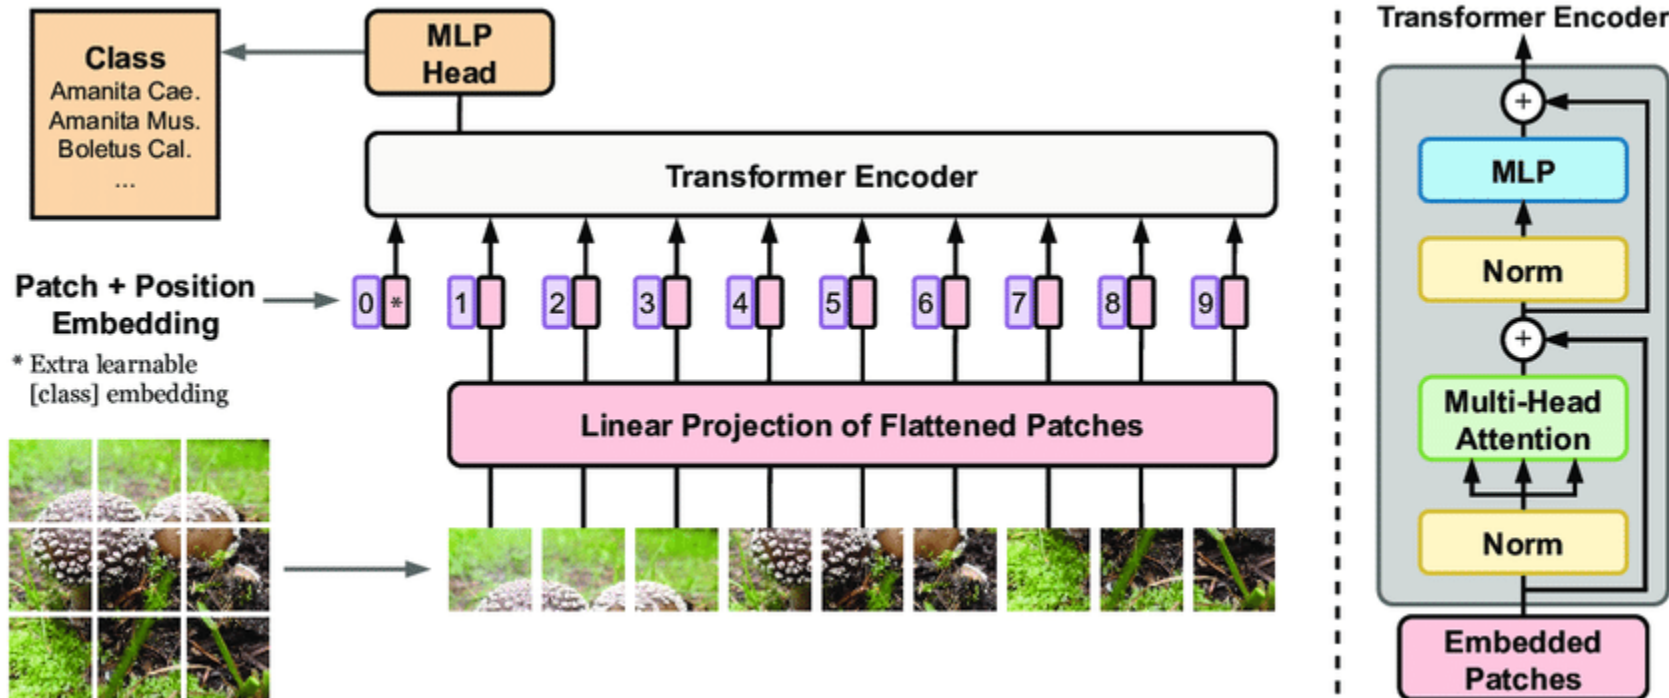 Class
Amanita Cae.
Amanita Mus.
Boletus Cal.
...
MLP
Head
Transformer Encoder
Patch + Position
Embedding
* Extra learnable
[class] embedding
0 * 1 2 3 4 5 6 7 8 9
Linear Projection of Flattened Patches
Transformer Encoder
+
MLP
Norm
+
Multi-Head
Attention
Norm
Embedded
Patches